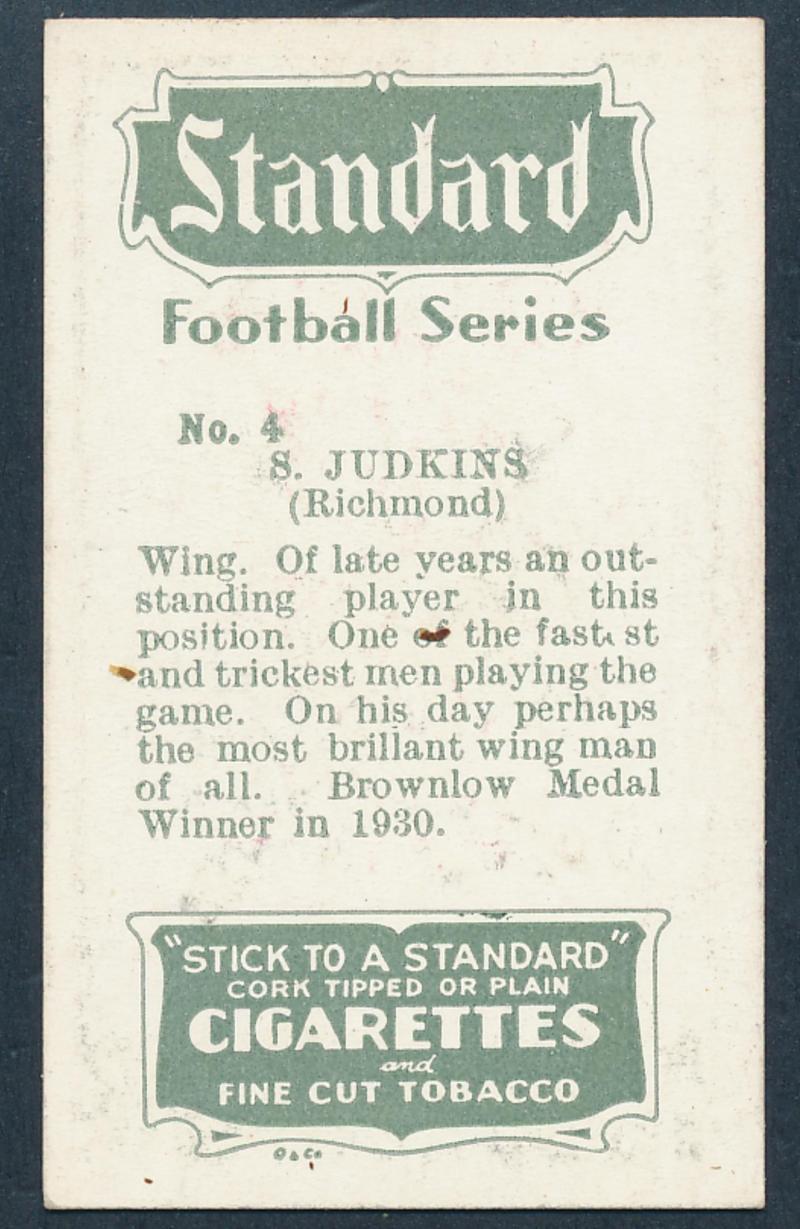 Standard
Football Series
No. 4
S. JUDKINS
(Richmond)
Wing. Of late years an out-
standing player in this
position. One of the fastest
and trickest men playing the
game. On his day perhaps
the most brillant wing man
of all. Brownlow Medal
Winner in 1930.
"STICK TO A STANDARD"
CORK TIPPED OR PLAIN
CIGARETTES
and
FINE CUT TOBACCO